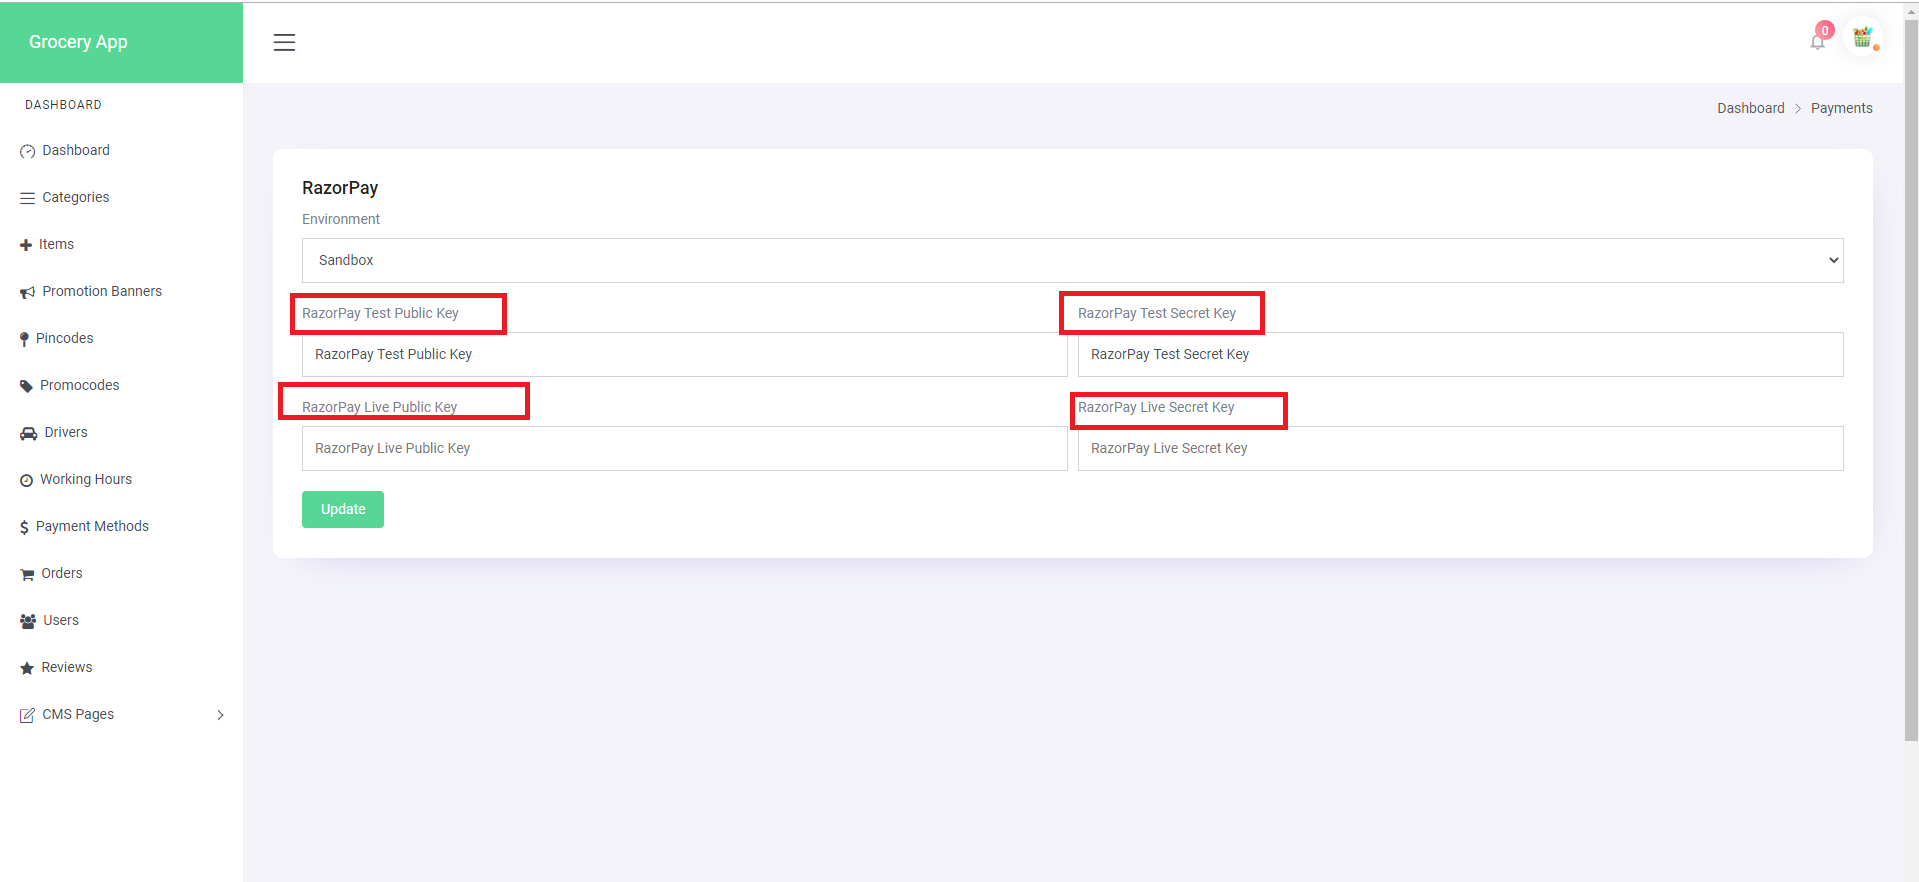 Grocery App
0
DASHBOARD
Dashboard
Categories
Items
Promotion Banners
Pincodes
Promocodes
Drivers
Working Hours
Payment Methods
Orders
Users
Reviews
CMS Pages
Dashboard > Payments
RazorPay
Environment
Sandbox
RazorPay Test Public Key
RazorPay Test Secret Key
RazorPay Test Public Key
RazorPay Test Secret Key
RazorPay Live Public Key
RazorPay Live Secret Key
RazorPay Live Public Key
RazorPay Live Secret Key
Update